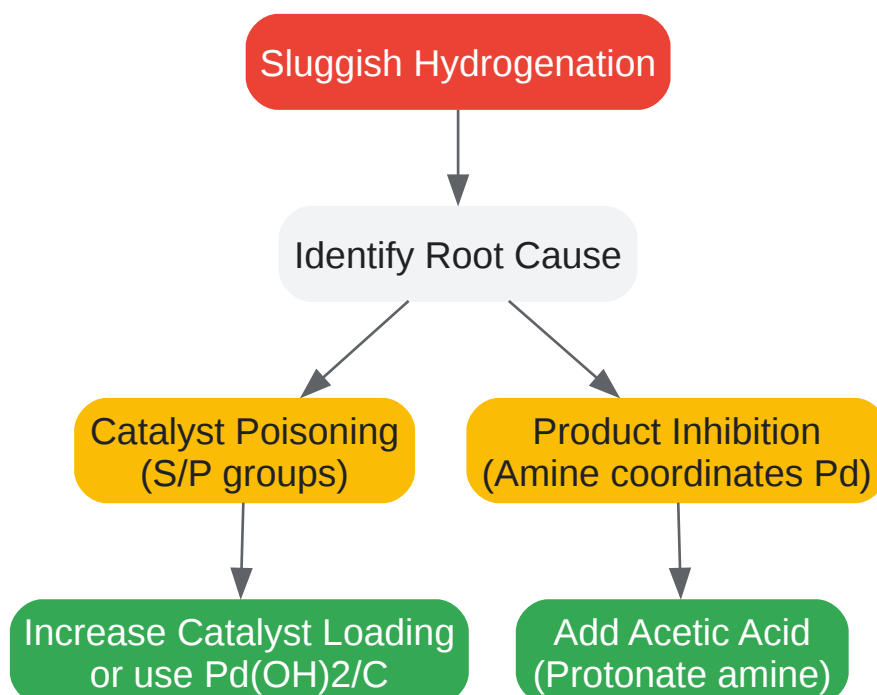 Sluggish Hydrogenation
Identify Root Cause
Catalyst Poisoning
(S/P groups)
Product Inhibition
(Amine coordinates Pd)
Increase Catalyst Loading
or use Pd(OH)2/C
Add Acetic Acid
(Protonate amine)